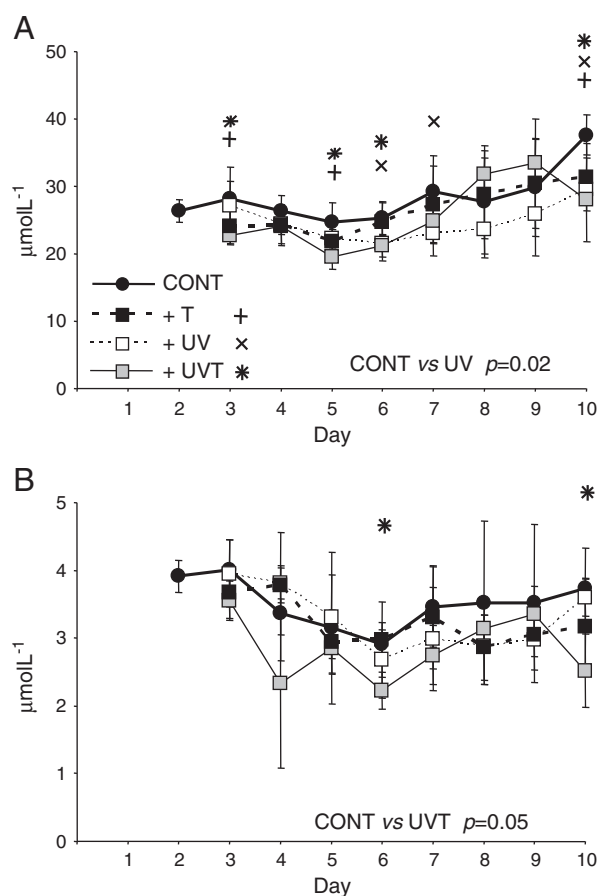 A
50
40
30
20
10
0
μmolL⁻¹
CONT
+ T +
+ UV ×
+ UVT *
CONT vs UV p=0.02
1 2 3 4 5 6 7 8 9 10
Day
B
5
4
3
2
1
0
μmolL⁻¹
CONT vs UVT p=0.05
1 2 3 4 5 6 7 8 9 10
Day